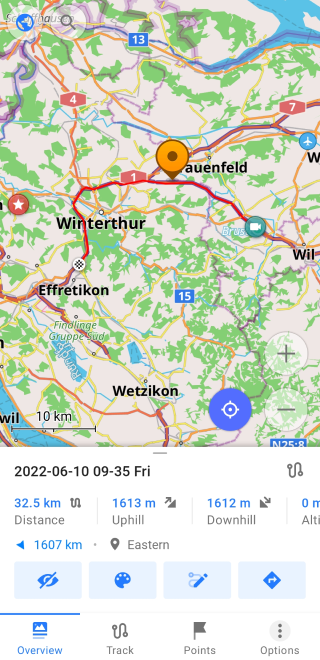 Schaffhausen
13
4
7
1
auenfeld
W
Winterthur
brus
Wil
Effretikon
15
Findlinge
Gruppe Süd
Wetzikon
wil
10 km
N25:8
2022-06-10 09-35 Fri
32.5 km 1613 m 1612 m 0 m
Distance Uphill Downhill Alti
1607 km • Eastern
Overview Track Points Options